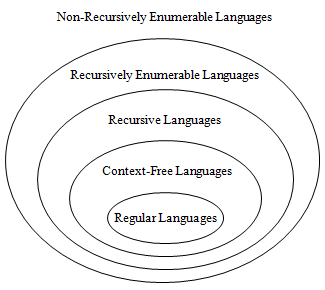 Non-Recursively Enumerable Languages
Recursively Enumerable Languages
Recursive Languages
Context-Free Languages
Regular Languages